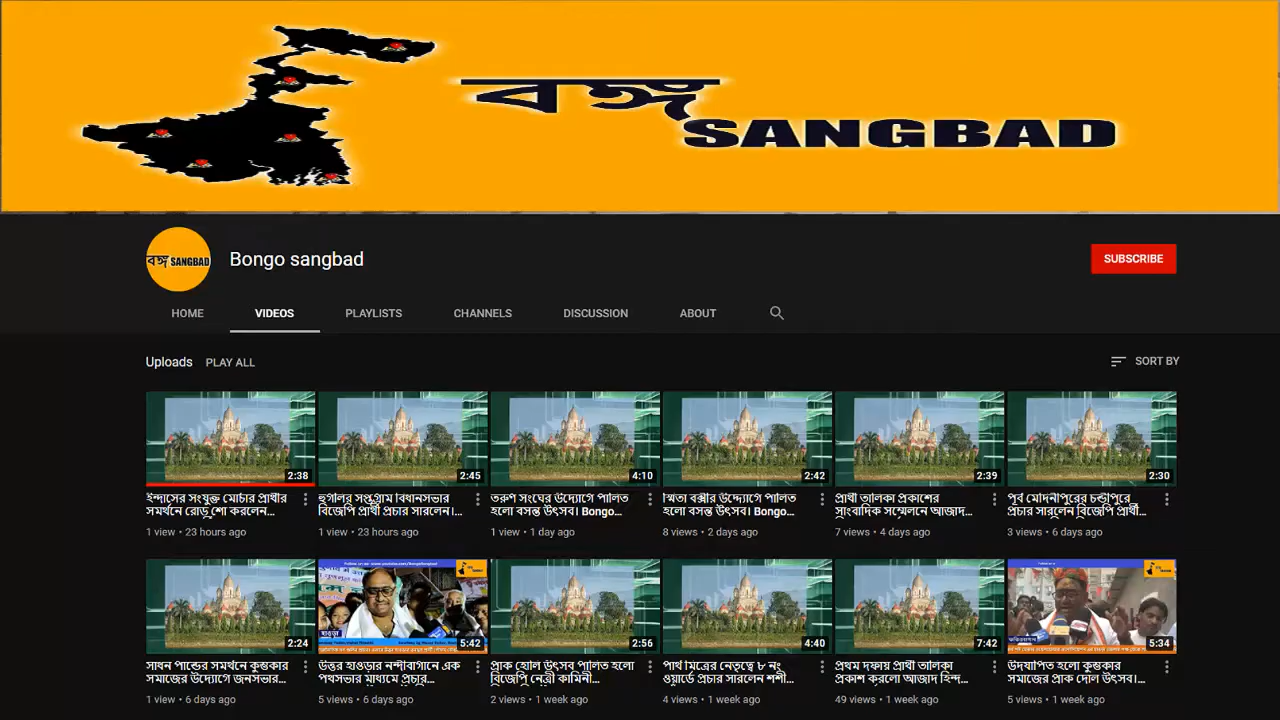 বঙ্গ
SANGBAD
বঙ্গ SANGBAD
Bongo sangbad
SUBSCRIBE
HOME VIDEOS PLAYLISTS CHANNELS DISCUSSION ABOUT
Uploads PLAY ALL SORT BY
2:38 2:45 4:10 2:42 2:39 2:30
ইন্দাসের সংযুক্ত মোর্চার প্রার্থীর হুগলির সপ্তগ্রাম বিধানসভার তরুণ সংঘের উদ্যোগে পালিত স্মিতা বক্সীর উদ্যোগে পালিত প্রার্থী তালিকা প্রকাশের পূর্ব মেদিনীপুরের চন্ডীপুরে
সমর্থনে রোড শো করলেন... বিজেপি প্রার্থী প্রচার সারলেন।... হলো বসন্ত উৎসব। Bongo... হলো বসন্ত উৎসব। Bongo... সাংবাদিক সম্মেলনে আজাদ... প্রচার সারলেন বিজেপি প্রার্থী...
1 view • 23 hours ago 1 view • 23 hours ago 1 view • 1 day ago 8 views • 2 days ago 7 views • 4 days ago 3 views • 6 days ago
হাওড়া
2:24 5:42 2:56 4:40 7:42 5:34
সাধন পান্ডের সমর্থনে কুম্ভকার উত্তর হাওড়ার নন্দীবাগানে এক প্রাক হোলি উৎসব পালিত হলো পার্থ মিত্রের নেতৃত্বে ৮ নং প্রথম দফায় প্রার্থী তালিকা উদযাপিত হলো কুম্ভকার
সমাজের উদ্যোগে জনসভার... পথসভার মাধ্যমে প্রচুর... বিজেপি নেত্রী কামিনী... ওয়ার্ডে প্রচার সারলেন শশী... প্রকাশ করলো আজাদ হিন্দ... সমাজের প্রাক দোল উৎসব।...
1 view • 6 days ago 5 views • 6 days ago 2 views • 1 week ago 4 views • 1 week ago 49 views • 1 week ago 5 views • 1 week ago